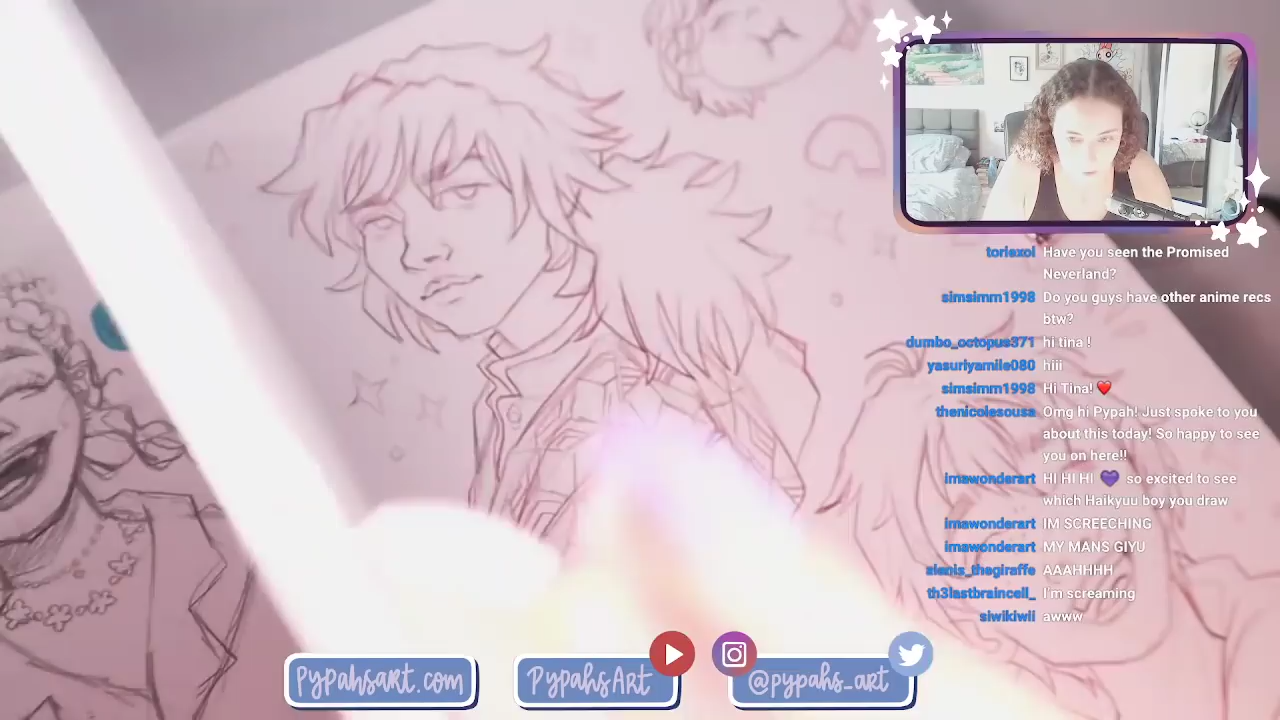 toriexol Have you seen the Promised
Neverland?
simsimm1998 Do you guys have other anime recs
btw?
dumbo_octopus371 hi tina !
yasuriyamile080 hiii
simsimm1998 Hi Tina! ❤️
thenicolesousa Omg hi Pypah! Just spoke to you
about this today! So happy to see
you on here!!
imawonderart HI HI HI 💜 so excited to see
which Haikyuu boy you draw
imawonderart IM SCREECHING
imawonderart MY MANS GIYU
alexis_thegiraffe AAAHHHH
th3lastbraincell_ I'm screaming
siwikiwii awww
Pypahsart.com
PypahsArt
@pypahs_art